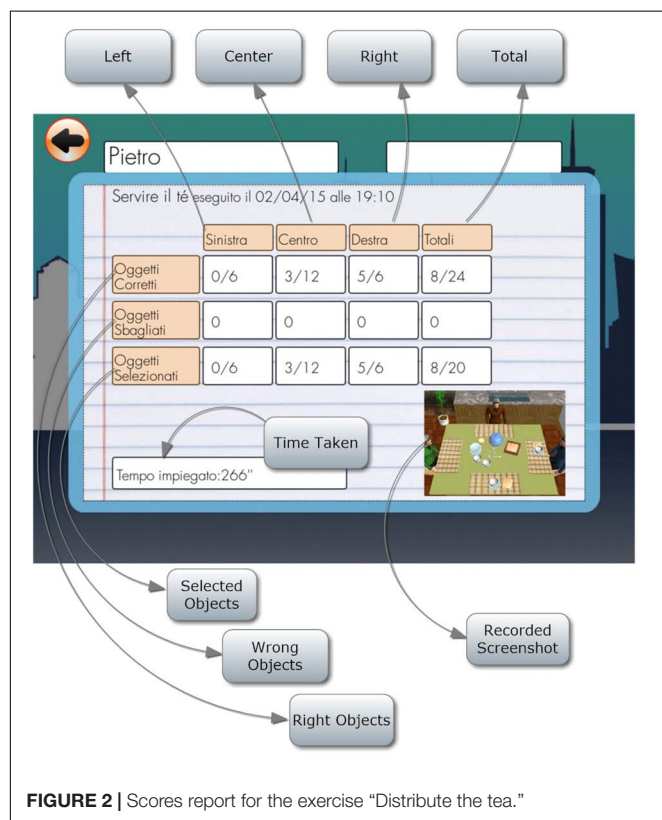 Left Center Right Total
Pietro
Servire il té eseguito il 02/04/15 alle 19:10
Sinistra Centro Destra Totali
Oggetti
Corretti
0/6 3/12 5/6 8/24
Oggetti
Sbagliati
0 0 0 0
Oggetti
Selezionati
0/6 3/12 5/6 8/20
Time Taken
Tempo impiegato:266"
Selected
Objects
Wrong
Objects
Recorded
Screenshot
Right Objects
FIGURE 2 | Scores report for the exercise “Distribute the tea.”